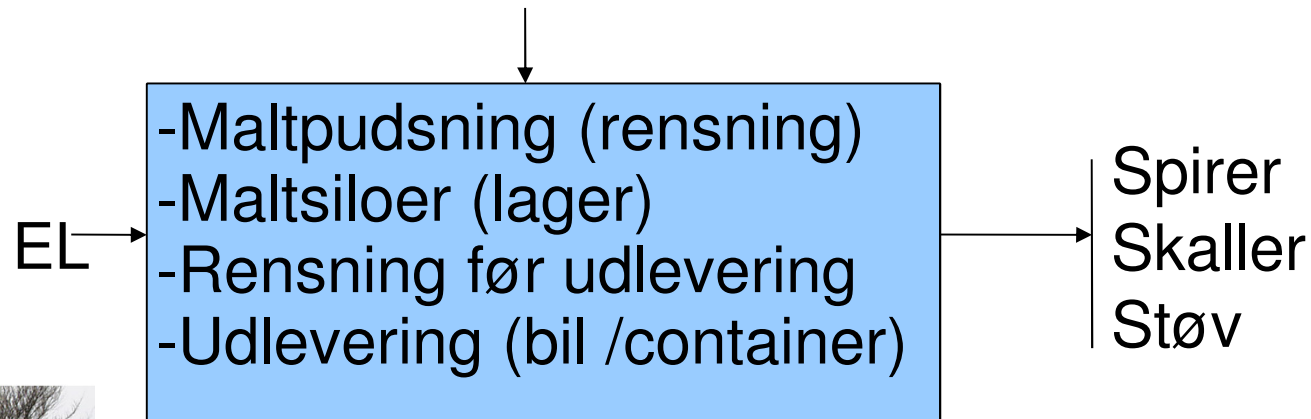 -Maltpudsning (rensning)
-Maltsiloer (lager)
-Rensning før udlevering
-Udlevering (bil /container)
EL
Spirer
Skaller
Støv